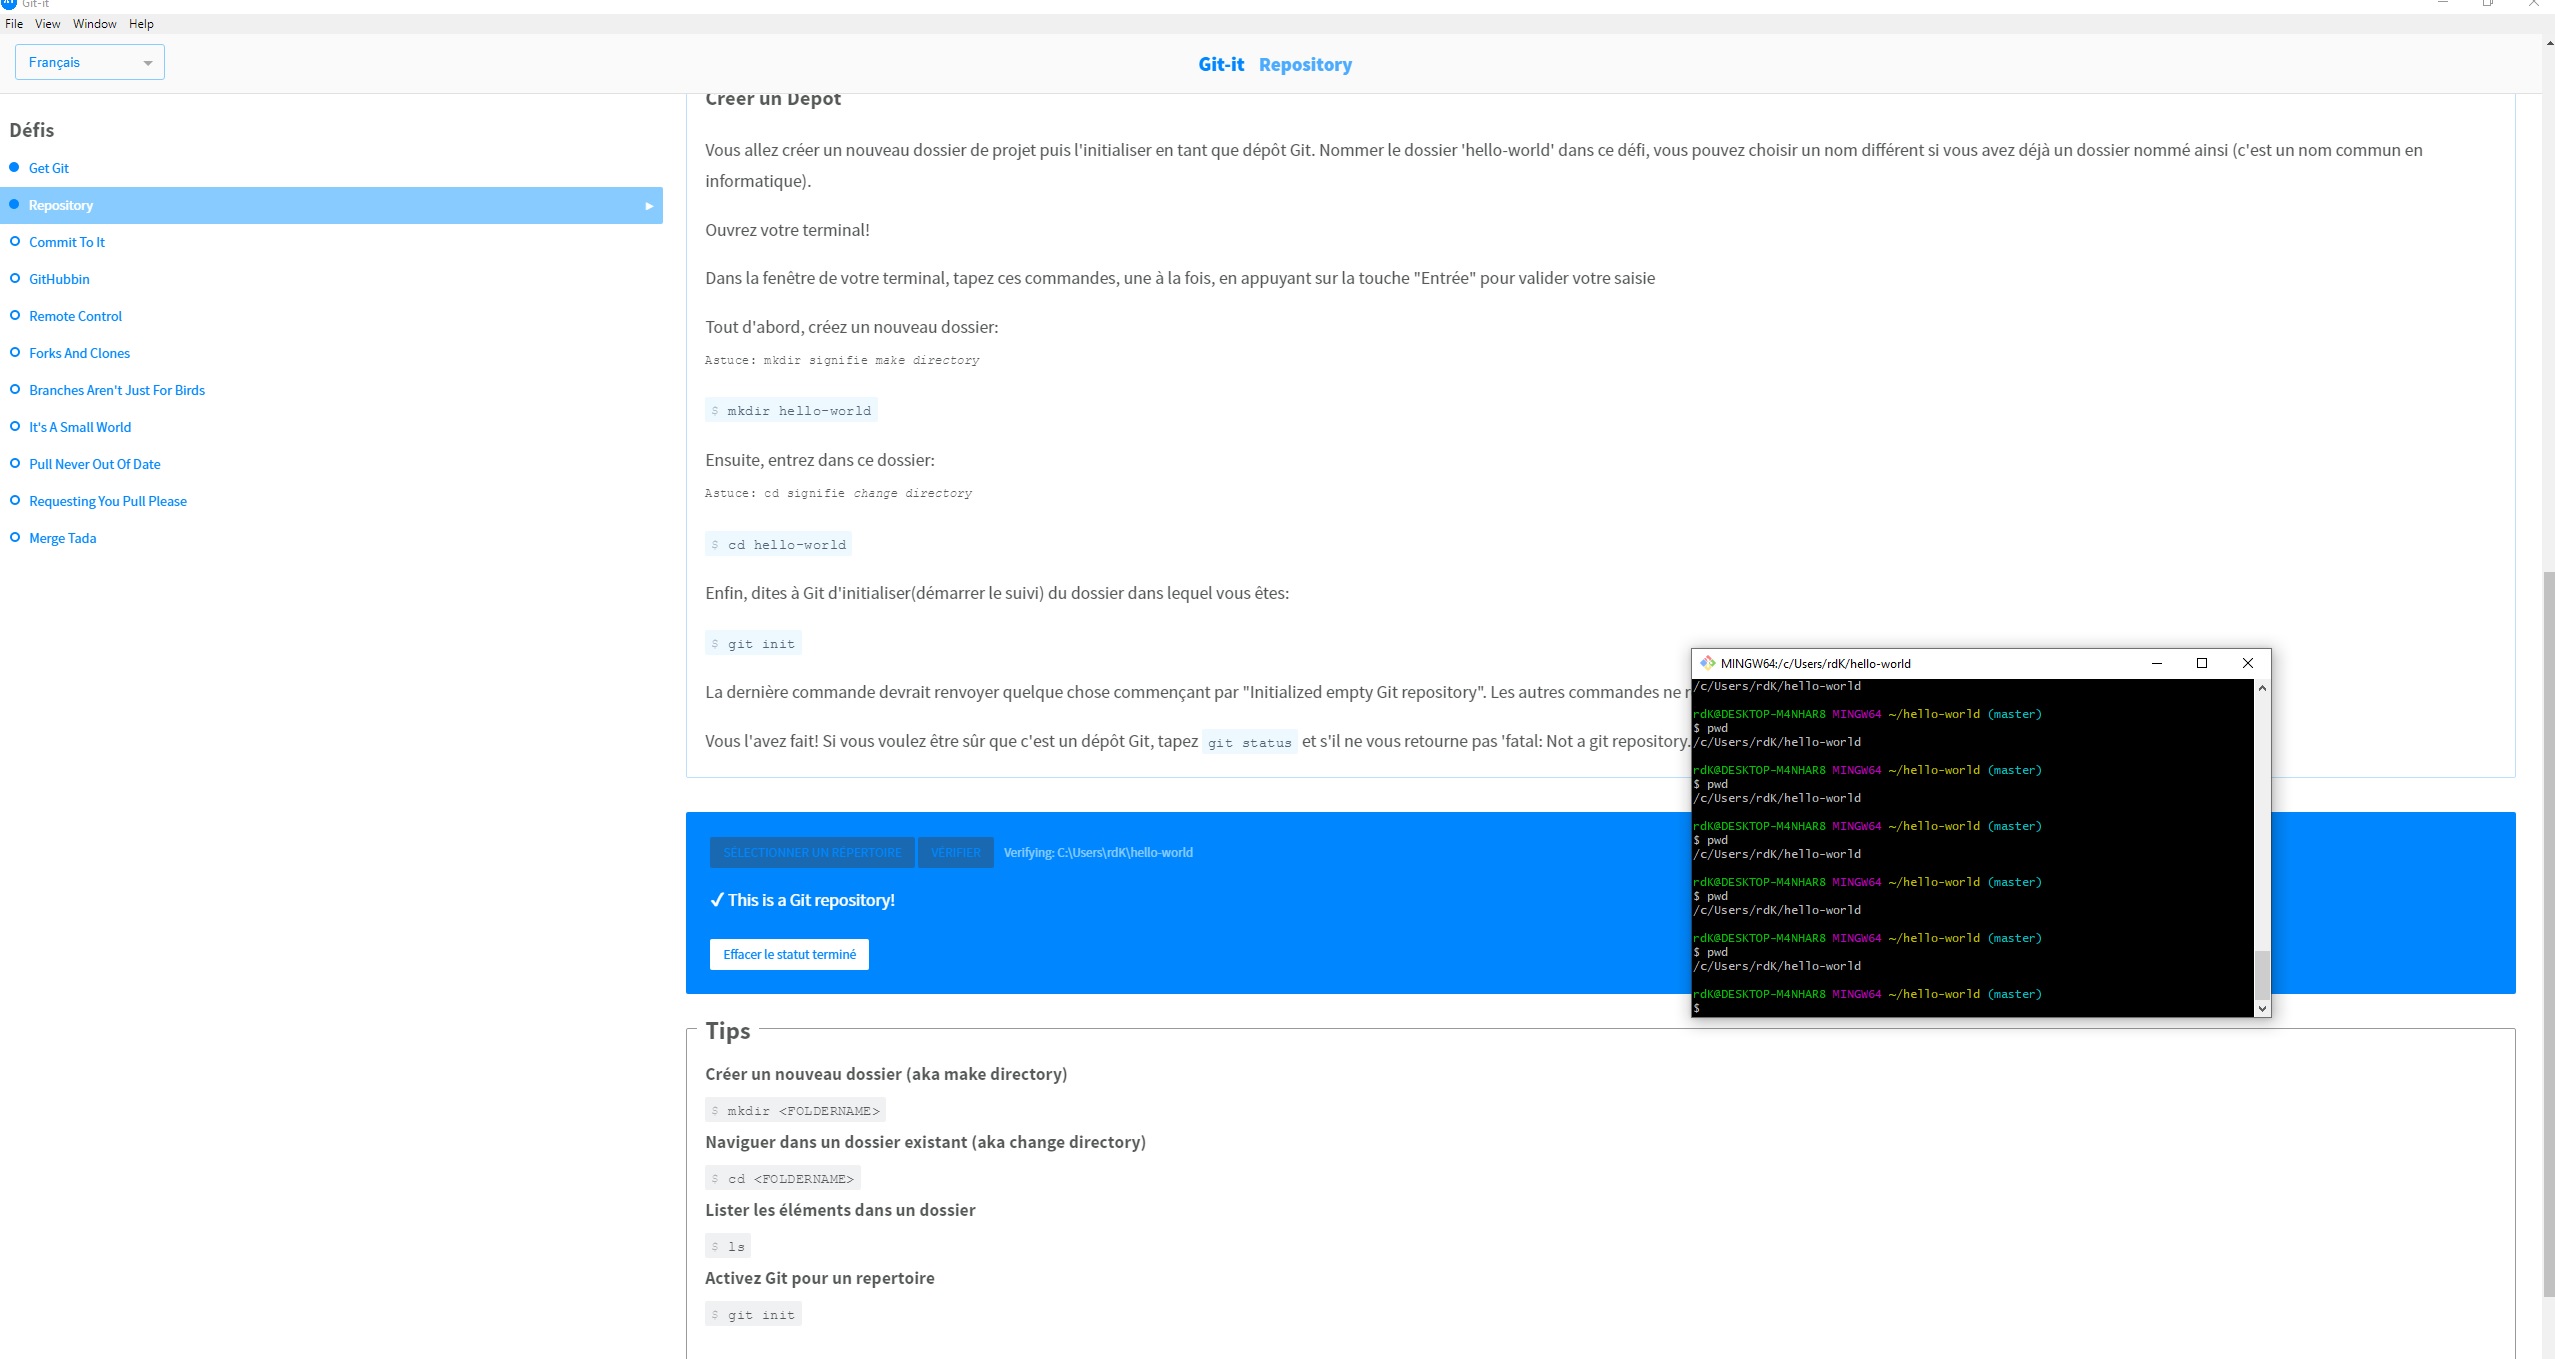 Git-it
File View Window Help
Français
Git-it Repository
Défis
Get Git
Repository
Commit To It
GitHubbin
Remote Control
Forks And Clones
Branches Aren't Just For Birds
It's A Small World
Pull Never Out Of Date
Requesting You Pull Please
Merge Tada
Créer un Dépôt
Vous allez créer un nouveau dossier de projet puis l'initialiser en tant que dépôt Git. Nommer le dossier 'hello-world' dans ce défi, vous pouvez choisir un nom différent si vous avez déjà un dossier nommé ainsi (c'est un nom commun en
informatique).
Ouvrez votre terminal!
Dans la fenêtre de votre terminal, tapez ces commandes, une à la fois, en appuyant sur la touche "Entrée" pour valider votre saisie
Tout d'abord, créez un nouveau dossier:
Astuce: mkdir signifie make directory
$ mkdir hello-world
Ensuite, entrez dans ce dossier:
Astuce: cd signifie change directory
$ cd hello-world
Enfin, dites à Git d'initialiser(démarrer le suivi) du dossier dans lequel vous êtes:
$ git init
La dernière commande devrait renvoyer quelque chose commençant par "Initialized empty Git repository". Les autres commandes ne
Vous l'avez fait! Si vous voulez être sûr que c'est un dépôt Git, tapez git status et s'il ne vous retourne pas 'fatal: Not a git repository.
SÉLECTIONNER UN RÉPERTOIRE VÉRIFIER Verifying: C:\Users\rdK\hello-world
✓ This is a Git repository!
Effacer le statut terminé
Tips
Créer un nouveau dossier (aka make directory)
$ mkdir <FOLDERNAME>
Naviguer dans un dossier existant (aka change directory)
$ cd <FOLDERNAME>
Lister les éléments dans un dossier
$ ls
Activez Git pour un repertoire
$ git init
MINGW64:/c/Users/rdK/hello-world
/c/Users/rdK/hello-world
rdK@DESKTOP-M4NHAR8 MINGW64 ~/hello-world (master)
$ pwd
/c/Users/rdK/hello-world
rdK@DESKTOP-M4NHAR8 MINGW64 ~/hello-world (master)
$ pwd
/c/Users/rdK/hello-world
rdK@DESKTOP-M4NHAR8 MINGW64 ~/hello-world (master)
$ pwd
/c/Users/rdK/hello-world
rdK@DESKTOP-M4NHAR8 MINGW64 ~/hello-world (master)
$ pwd
/c/Users/rdK/hello-world
rdK@DESKTOP-M4NHAR8 MINGW64 ~/hello-world (master)
$ pwd
/c/Users/rdK/hello-world
rdK@DESKTOP-M4NHAR8 MINGW64 ~/hello-world (master)
$